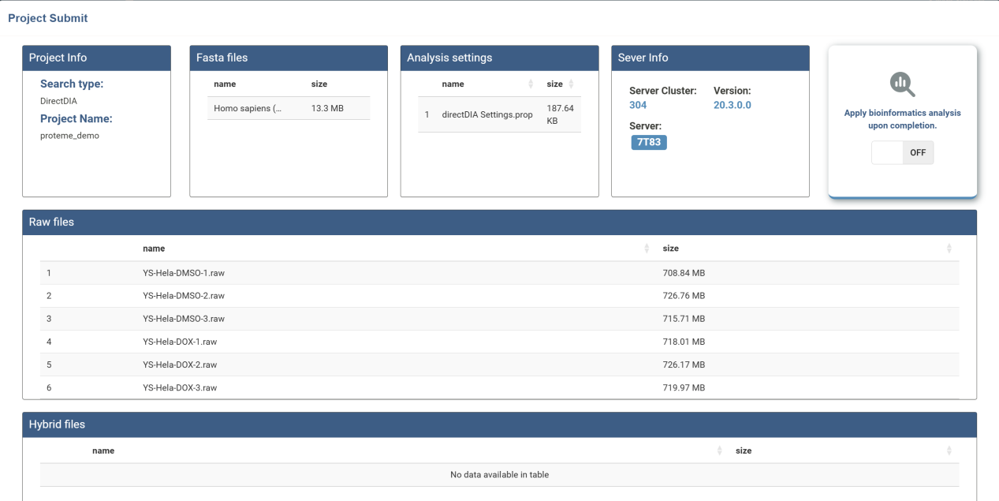 Project Submit
Project Info
Search type:
DirectDIA
Project Name:
proteme_demo
Fasta files
name size
Homo sapiens (... 13.3 MB
Analysis settings
name size
1 directDIA Settings.prop 187.64 KB
Sever Info
Server Cluster: Version:
304 20.3.0.0
Server:
7T83
Apply bioinformatics analysis
upon completion.
OFF
Raw files
name size
1 YS-Hela-DMSO-1.raw 708.84 MB
2 YS-Hela-DMSO-2.raw 726.76 MB
3 YS-Hela-DMSO-3.raw 715.71 MB
4 YS-Hela-DOX-1.raw 718.01 MB
5 YS-Hela-DOX-2.raw 726.17 MB
6 YS-Hela-DOX-3.raw 719.97 MB
Hybrid files
name size
No data available in table